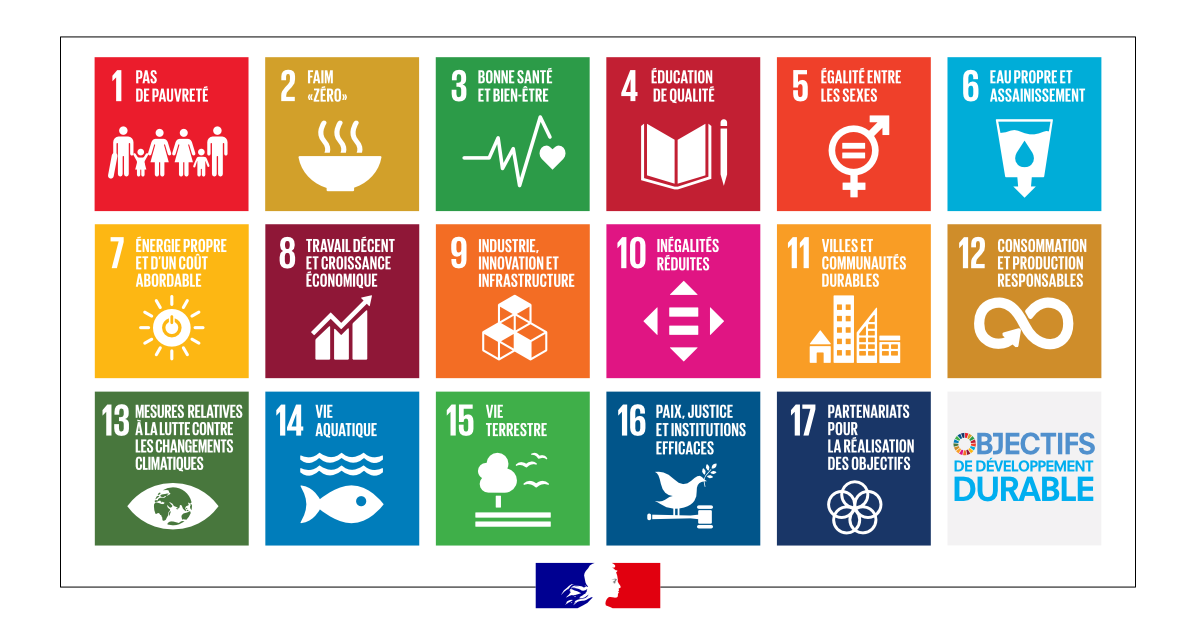 1 PAS
DE PAUVRETÉ
2 FAIM
«ZÉRO»
3 BONNE SANTÉ
ET BIEN-ÊTRE
4 ÉDUCATION
DE QUALITÉ
5 ÉGALITÉ ENTRE
LES SEXES
6 EAU PROPRE ET
ASSAINISSEMENT
7 ÉNERGIE PROPRE
ET D'UN COÛT
ABORDABLE
8 TRAVAIL DÉCENT
ET CROISSANCE
ÉCONOMIQUE
9 INDUSTRIE,
INNOVATION ET
INFRASTRUCTURE
10 INÉGALITÉS
RÉDUITES
11 VILLES ET
COMMUNAUTÉS
DURABLES
12 CONSOMMATION
ET PRODUCTION
RESPONSABLES
13 MESURES RELATIVES
À LA LUTTE CONTRE
LES CHANGEMENTS
CLIMATIQUES
14 VIE
AQUATIQUE
15 VIE
TERRESTRE
16 PAIX, JUSTICE
ET INSTITUTIONS
EFFICACES
17 PARTENARIATS
POUR
LA RÉALISATION
DES OBJECTIFS
OBJECTIFS
DE DÉVELOPPEMENT
DURABLE